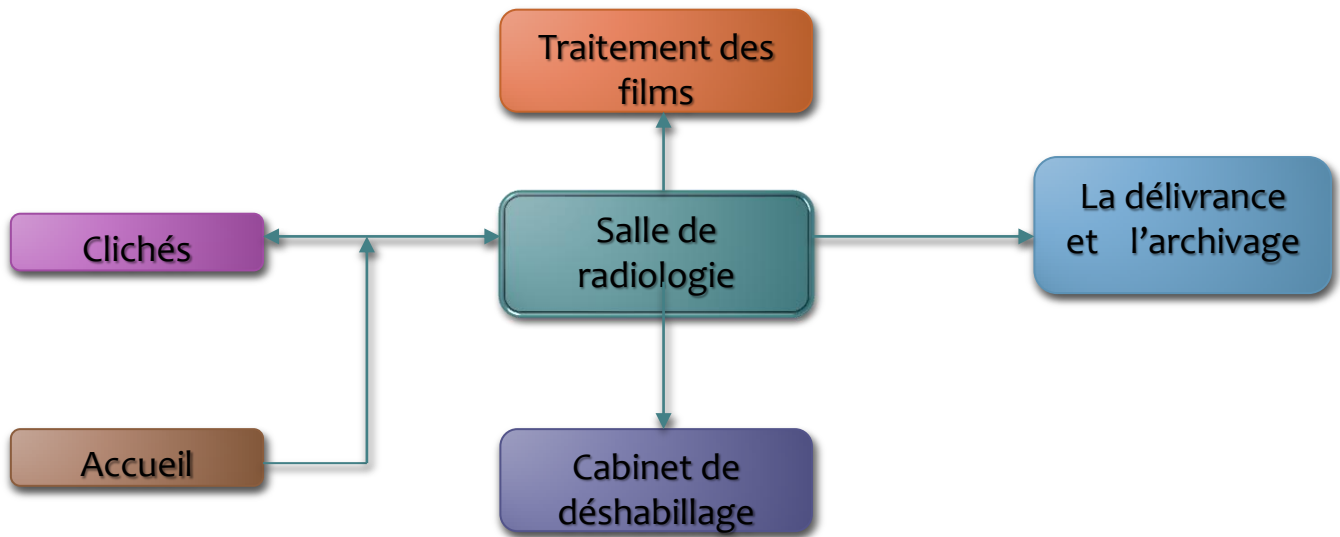 Traitement des
films
La délivrance
et l’archivage
Salle de
radiologie
Clichés
Accueil
Cabinet de
déshabillage